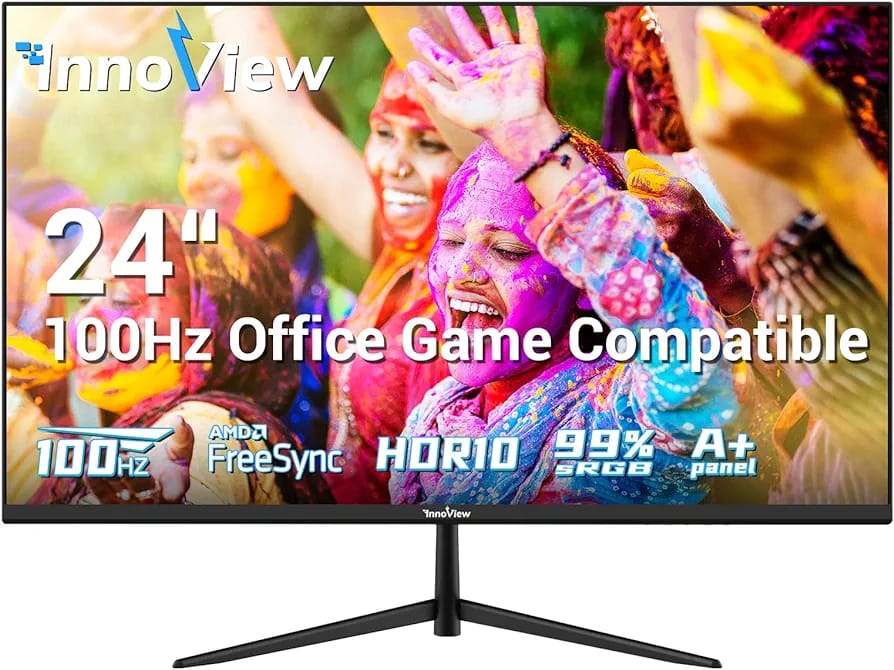 InnoView
24"
100Hz Office Game Compatible
100HZ
AMD
FreeSync
HDR10
99%
sRGB
A+
panel
InnoView